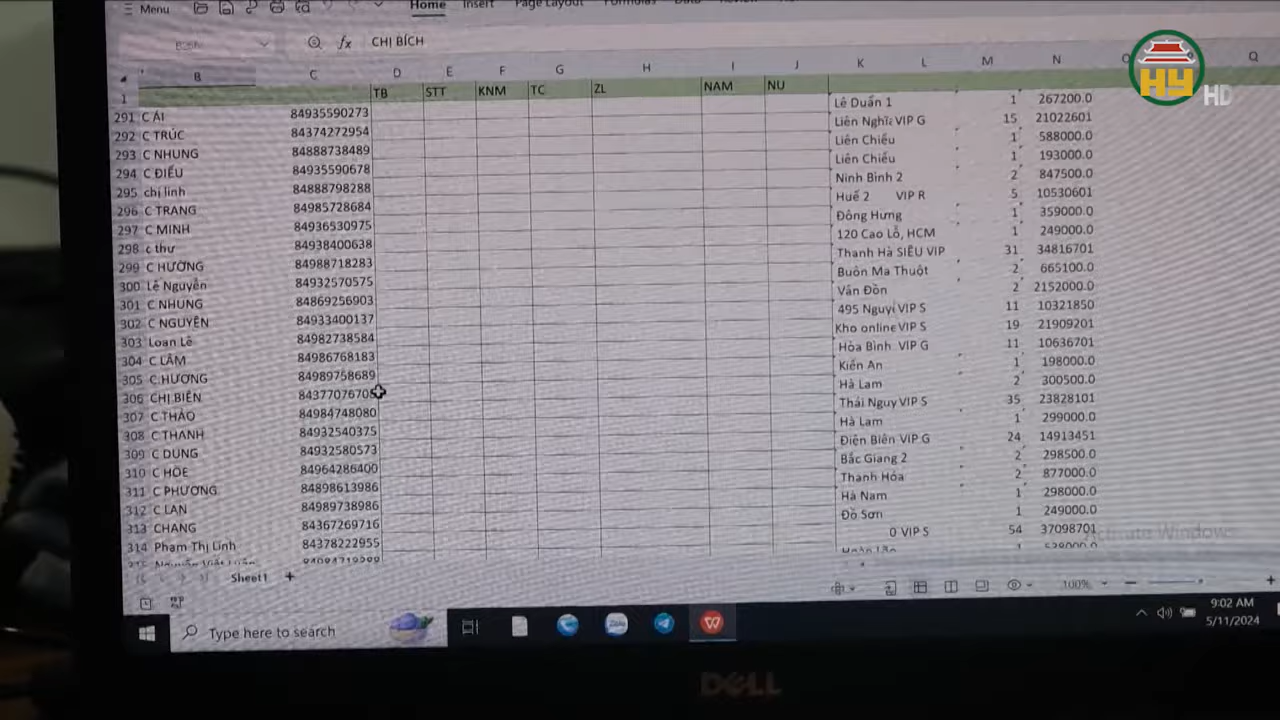 Menu Home Insert Page Layout Formulas Data
fx CHỊ BÍCH
B C D E F G H I J K L M N Q
1 TB STT KNM TC ZL NAM NU
291 C ÁI 84935590273 Lê Duẩn 1 1 267200.0
292 C TRÚC 84374272954 Liên Nghĩa VIP G 15 21022601
293 C NHUNG 84888738489 Liên Chiểu 1 588000.0
294 C ĐIỂU 84935590678 Liên Chiểu 1 193000.0
295 chị linh 84888798288 Ninh Bình 2 2 847500.0
296 C TRANG 84985728684 Huế 2 VIP R 5 10530601
297 C MINH 84936530975 Đông Hưng 1 359000.0
298 c thư 84938400638 120 Cao Lỗ, HCM 1 249000.0
299 C HƯỜNG 84988718283 Thanh Hà SIÊU VIP 31 34816701
300 Lê Nguyên 84932570575 Buôn Ma Thuột 2 665100.0
301 C NHUNG 84869256903 Vân Đồn 2 2152000.0
302 C NGUYÊN 84933400137 495 Nguyi VIP S 11 10321850
303 Loan Lê 84982738584 Kho online VIP S 19 21909201
304 C LÂM 84986768183 Hòa Bình VIP G 11 10636701
305 C HƯƠNG 84989758689 Kiến An 1 198000.0
306 CHỊ BIÊN Hà Lam 2 300500.0
307 C THẢO 84984748080 Thái Nguy VIP S 35 23828101
308 C THANH 84932540375 Hà Lam 1 299000.0
309 C DUNG 84932580573 Điện Biên VIP G 24 14913451
310 C HÒE 84964286400 Bắc Giang 2 2 298500.0
311 C PHƯƠNG 84898613986 Thanh Hóa 2 877000.0
312 C LAN 84989738986 Hà Nam 1 298000.0
313 CHANG 84367269716 Đồ Sơn 1 249000.0
314 Phạm Thị Linh 84378222955 0 VIP S 54 37098701
Activate Windows
Sheet1 +
100%
Type here to search
Zalo
9:02 AM
5/11/2024
DELL
HY HD